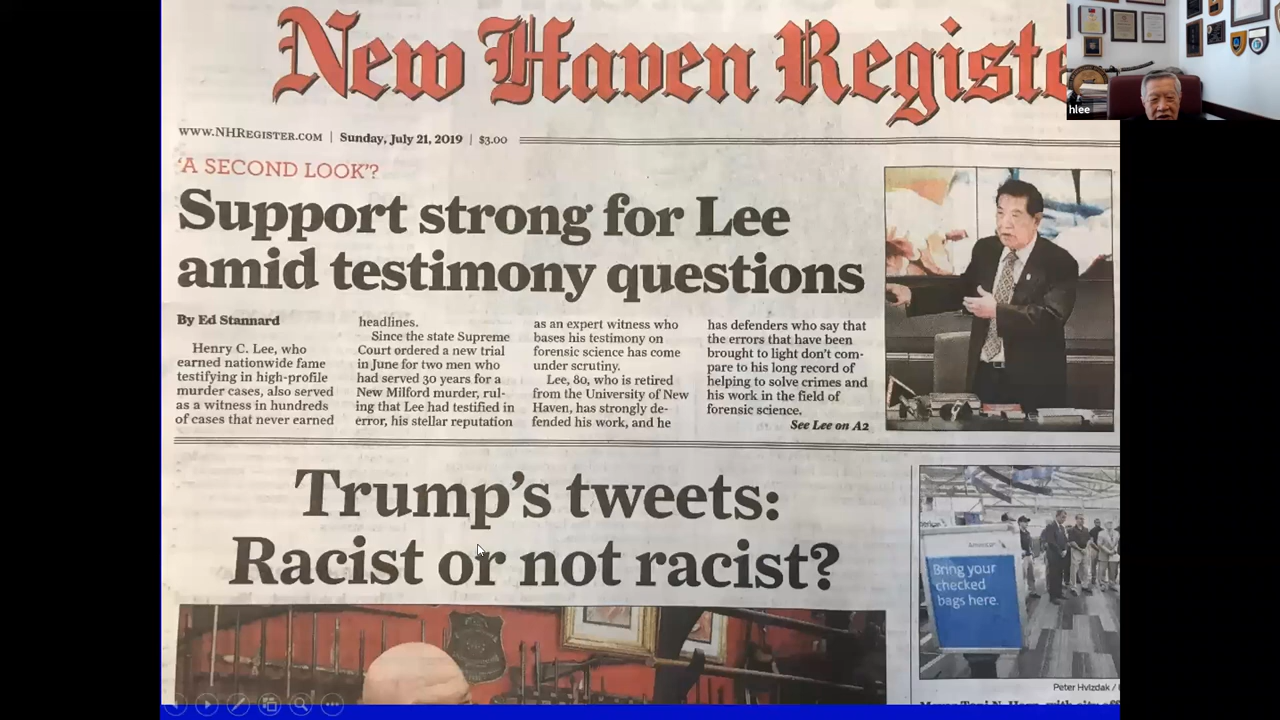 New Haven Registe
hlee
www.NHRegister.com | Sunday, July 21, 2019 | $3.00
'A SECOND LOOK'?
Support strong for Lee
amid testimony questions
By Ed Stannard
Henry C. Lee, who
earned nationwide fame
testifying in high-profile
murder cases, also served
as a witness in hundreds
of cases that never earned
headlines.
Since the state Supreme
Court ordered a new trial
in June for two men who
had served 30 years for a
New Milford murder, rul-
ing that Lee had testified in
error, his stellar reputation
as an expert witness who
bases his testimony on
forensic science has come
under scrutiny.
Lee, 80, who is retired
from the University of New
Haven, has strongly de-
fended his work, and he
has defenders who say that
the errors that have been
brought to light don't com-
pare to his long record of
helping to solve crimes and
his work in the field of
forensic science.
See Lee on A2
Trump's tweets:
Racist or not racist?
American
Bring your
checked
bags here.
Peter Hvizdak /